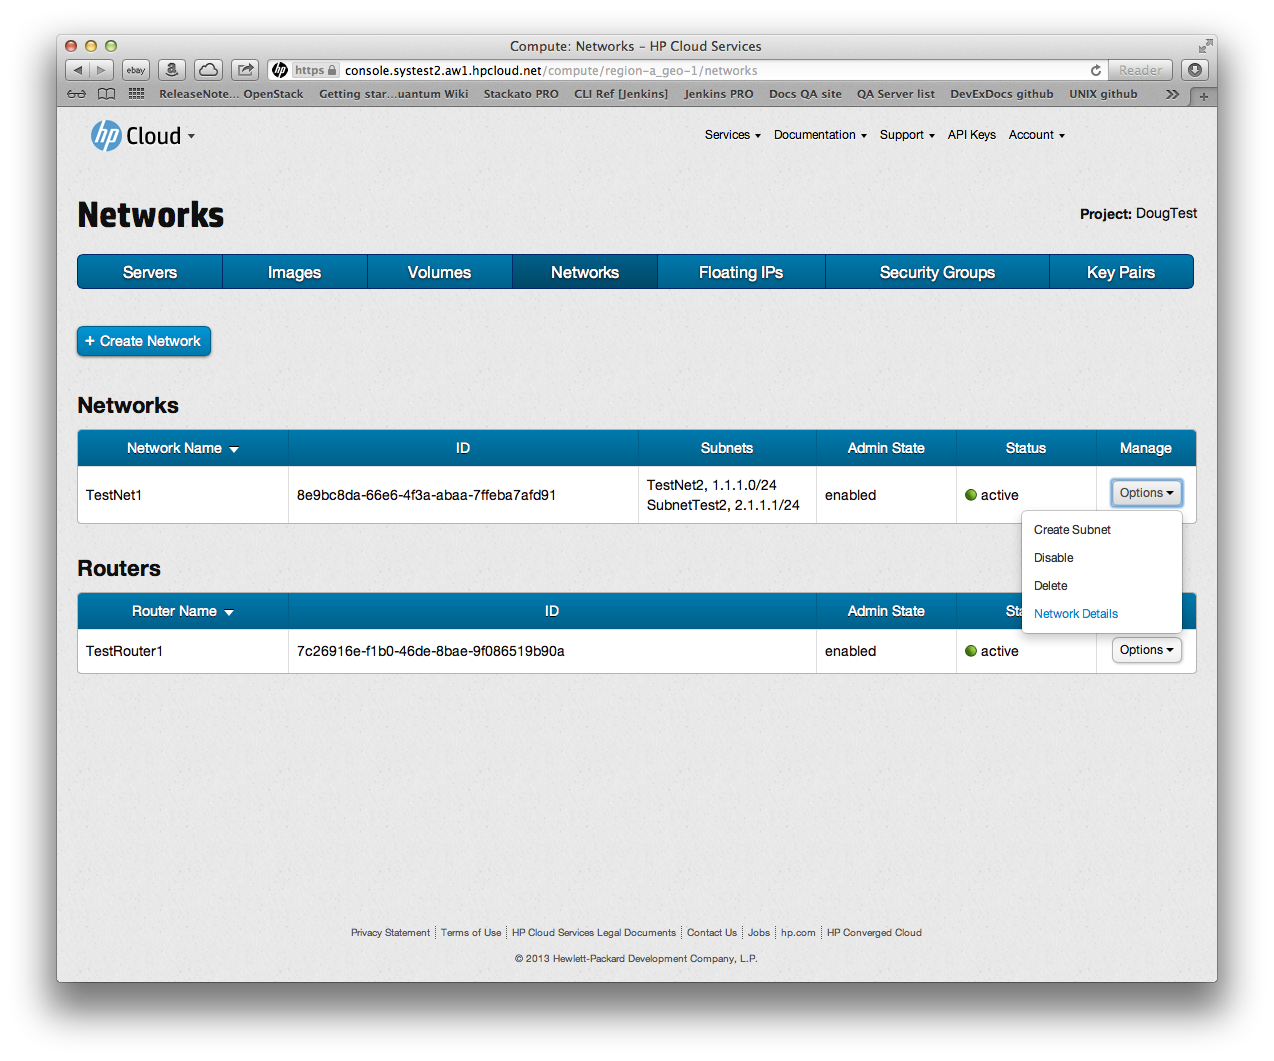 Compute: Networks – HP Cloud Services
ebay a hp https console.systest2.aw1.hpcloud.net/compute/region-a_geo-1/networks Reader
ReleaseNote... OpenStack Getting star...uantum Wiki Stackato PRO CLI Ref [Jenkins] Jenkins PRO Docs QA site QA Server list DevExDocs github UNIX github >> +
hp Cloud Services Documentation Support API Keys Account
Networks Project: DougTest
Servers Images Volumes Networks Floating IPs Security Groups Key Pairs
+ Create Network
Networks
Network Name ID Subnets Admin State Status Manage
TestNet1 8e9bc8da-66e6-4f3a-abaa-7ffeba7afd91 TestNet2, 1.1.1.0/24 enabled active Options
SubnetTest2, 2.1.1.1/24
Create Subnet
Disable
Delete
Network Details
Routers
Router Name ID Admin State Sta
TestRouter1 7c26916e-f1b0-46de-8bae-9f086519b90a enabled active Options
Privacy Statement Terms of Use HP Cloud Services Legal Documents Contact Us Jobs hp.com HP Converged Cloud
© 2013 Hewlett-Packard Development Company, L.P.